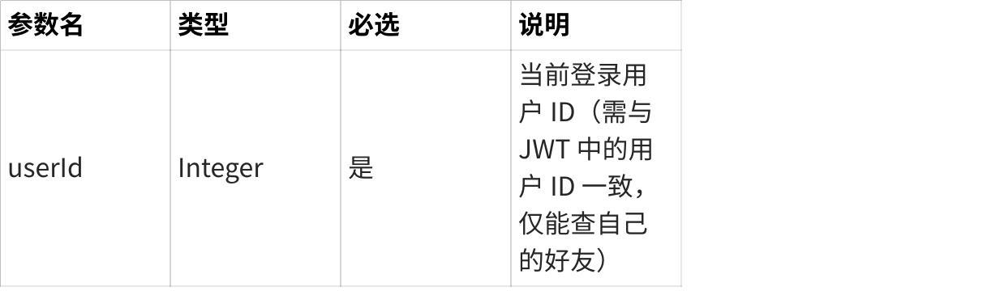 参数名 类型 必选 说明
userId Integer 是 当前登录用
户 ID（需与
JWT 中的用
户 ID 一致，
仅能查自己
的好友）